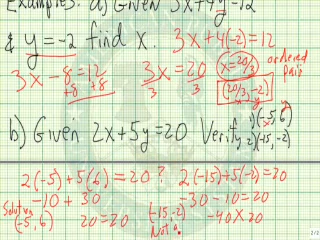 Examples: a) Given 3x+4y=12
& y=-2 find x. 3x+4(-2)=12
3x-8=12 3x=20 x=20/3 ordered pair
+8 +8 3 3 (20/3,-2)
b) Given 2x+5y=20 Verify i)(-5,6)
ii)(-15,-2)
2(-5)+5(6)=20? 2(-15)+5(-2)=20
-10+30 -30-10=20
Solution 20=20 (-15,-2) -40 20
(-5,6) Not a
2/2